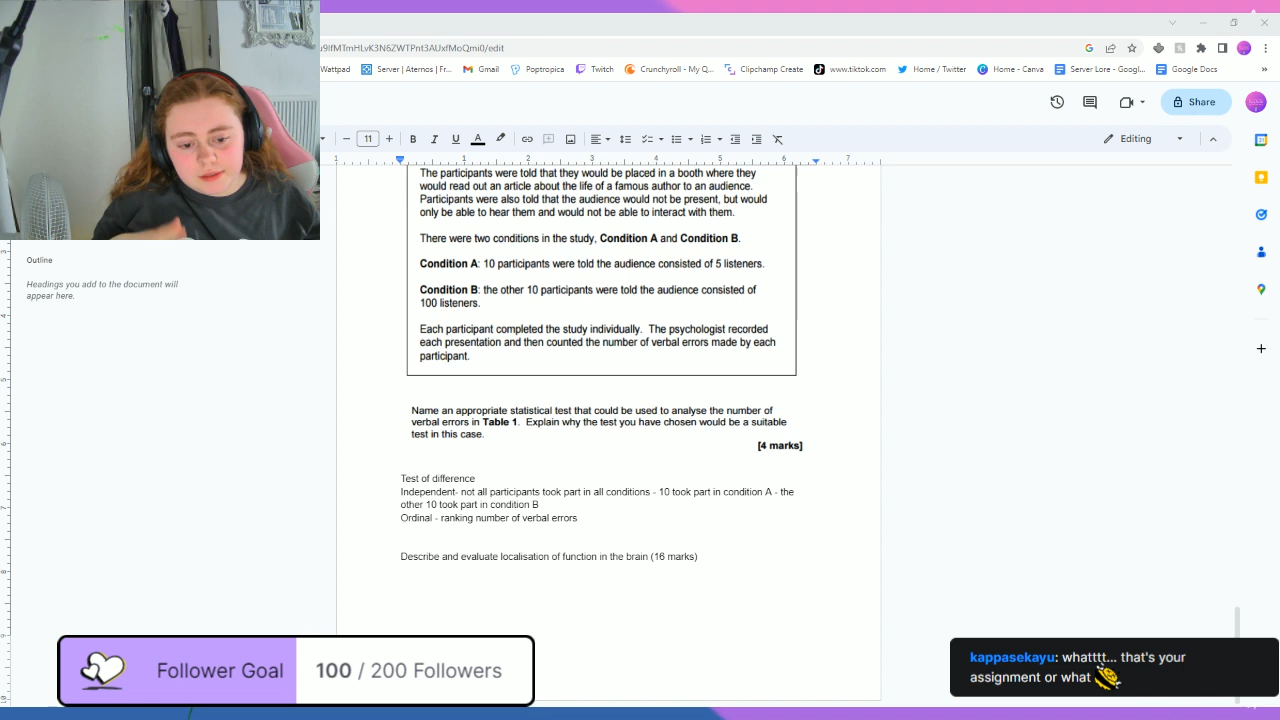 u9IfMTmHLvK3N6ZWTPnt3AUxfMoQmi0/edit
Wattpad
Server | Aternos | Fr...
Gmail
Poptropica
Twitch
Crunchyroll - My Q...
Clipchamp Create
www.tiktok.com
Home / Twitter
Home - Canva
Server Lore - Googl...
Google Docs
»
Share
11
B
I
U
A
Editing
1
1
2
3
4
5
6
7
The participants were told that they would be placed in a booth where they
would read out an article about the life of a famous author to an audience.
Participants were also told that the audience would not be present, but would
only be able to hear them and would not be able to interact with them.
There were two conditions in the study, Condition A and Condition B.
Condition A: 10 participants were told the audience consisted of 5 listeners.
Condition B: the other 10 participants were told the audience consisted of
100 listeners.
Each participant completed the study individually. The psychologist recorded
each presentation and then counted the number of verbal errors made by each
participant.
Outline
Headings you add to the document will
appear here.
Name an appropriate statistical test that could be used to analyse the number of
verbal errors in Table 1. Explain why the test you have chosen would be a suitable
test in this case.
[4 marks]
Test of difference
Independent- not all participants took part in all conditions - 10 took part in condition A - the
other 10 took part in condition B
Ordinal - ranking number of verbal errors
Describe and evaluate localisation of function in the brain (16 marks)
Follower Goal
100 / 200 Followers
kappasekayu: whatttt... that's your
assignment or what